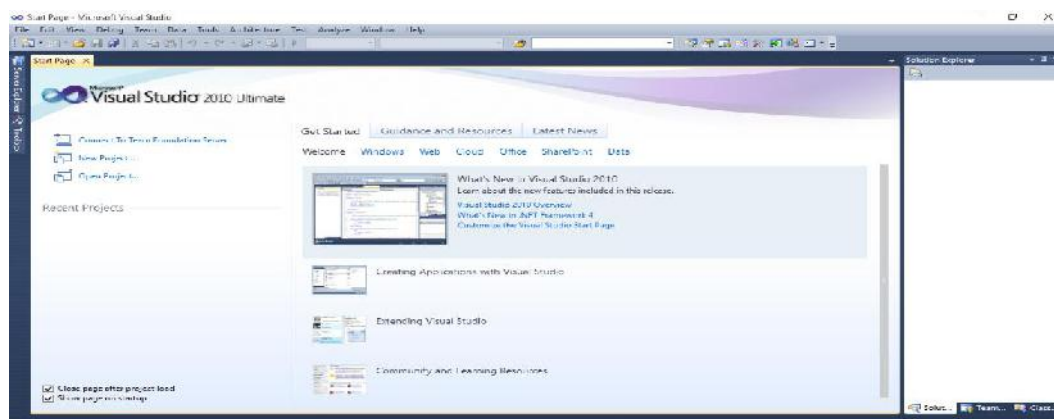 Start Page - Microsoft Visual Studio
File Edit View Debug Team Data Tools Architecture Test Analyze Window Help
Start Page
Solution Explorer
Microsoft
Visual Studio 2010 Ultimate
Connect To Team Foundation Server
New Project...
Open Project...
Recent Projects
Get Started Guidance and Resources Latest News
Welcome Windows Web Cloud Office SharePoint Data
What's New in Visual Studio 2010
Learn about the new features included in this release.
Visual Studio 2010 Overview
What's New in .NET Framework 4
Customize the Visual Studio Start Page
Creating Applications with Visual Studio
Extending Visual Studio
Community and Learning Resources
Close page after project load
Show page on startup
Solut... Team... Class...